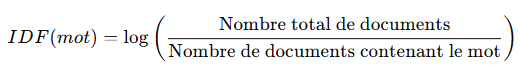 IDF(mot) = log ( Nombre total de documents / Nombre de documents contenant le mot )